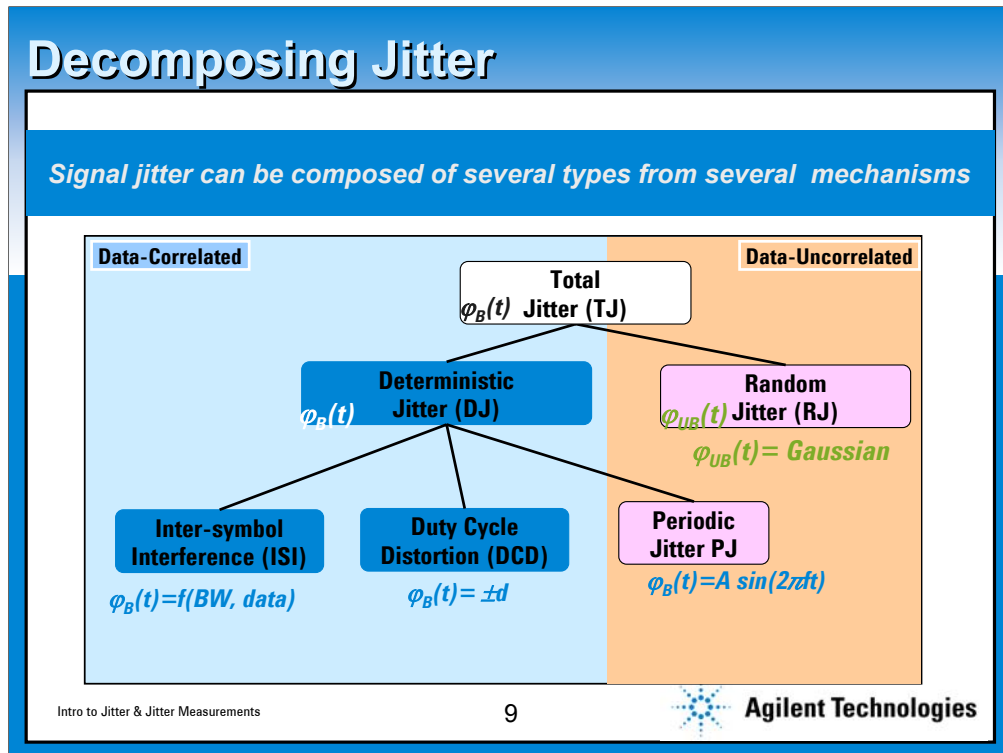 Decomposing Jitter
Signal jitter can be composed of several types from several mechanisms
Data-Correlated
Data-Uncorrelated
Total
φB(t) Jitter (TJ)
Deterministic
Jitter (DJ)
φB(t)
Random
Jitter (RJ)
φUB(t)
φUB(t)= Gaussian
Inter-symbol
Interference (ISI)
φB(t)=f(BW, data)
Duty Cycle
Distortion (DCD)
φB(t)= ±d
Periodic
Jitter PJ
φB(t)=A sin(2πft)
Intro to Jitter & Jitter Measurements
9
Agilent Technologies